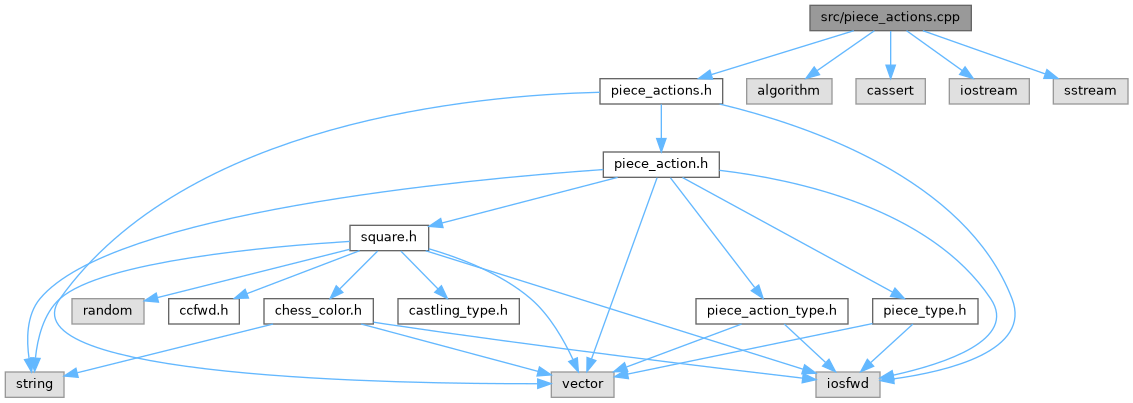 src/piece_actions.cpp
piece_actions.h
algorithm
cassert
iostream
sstream
piece_action.h
square.h
random
ccfwd.h
chess_color.h
castling_type.h
piece_action_type.h
piece_type.h
string
vector
iosfwd